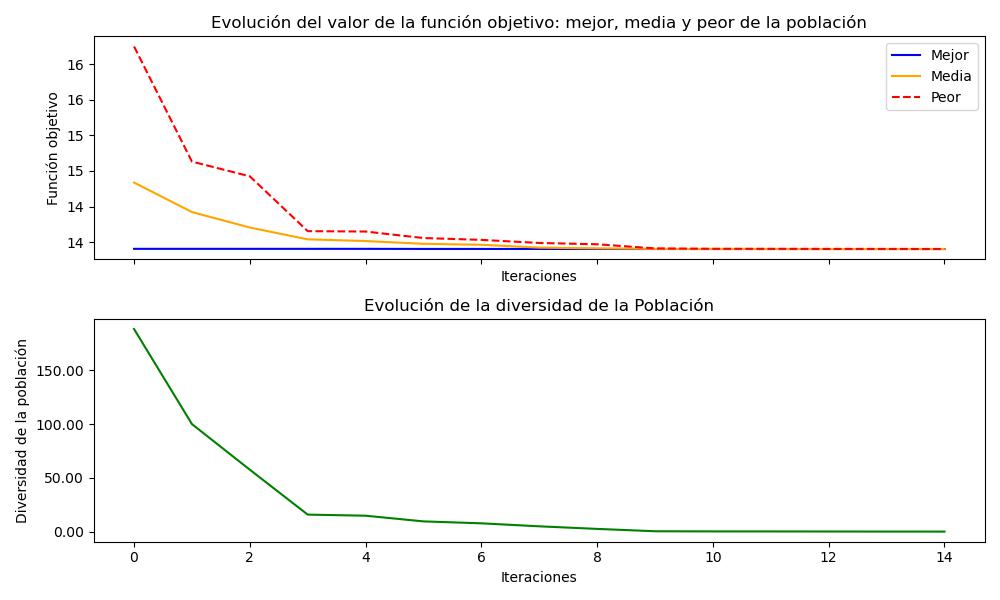 Evolución del valor de la función objetivo: mejor, media y peor de la población
Función objetivo
16
16
15
15
14
14
Mejor
Media
Peor
Iteraciones
Evolución de la diversidad de la Población
Diversidad de la población
150.00
100.00
50.00
0.00
0 2 4 6 8 10 12 14
Iteraciones